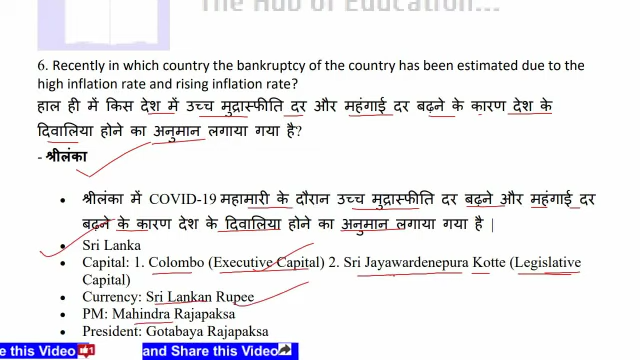 The Hub of Education...
6. Recently in which country the bankruptcy of the country has been estimated due to the
high inflation rate and rising inflation rate?
हाल ही में किस देश में उच्च मुद्रास्फीति दर और महंगाई दर बढ़ने के कारण देश के
दिवालिया होने का अनुमान लगाया गया है?
- श्रीलंका
• श्रीलंका में COVID-19 महामारी के दौरान उच्च मुद्रास्फीति दर बढ़ने और महंगाई दर
बढ़ने के कारण देश के दिवालिया होने का अनुमान लगाया गया है |
• Sri Lanka
• Capital: 1. Colombo (Executive Capital) 2. Sri Jayawardenepura Kotte (Legislative
Capital)
• Currency: Sri Lankan Rupee
• PM: Mahindra Rajapaksa
• President: Gotabaya Rajapaksa
e this Video and Share this Video